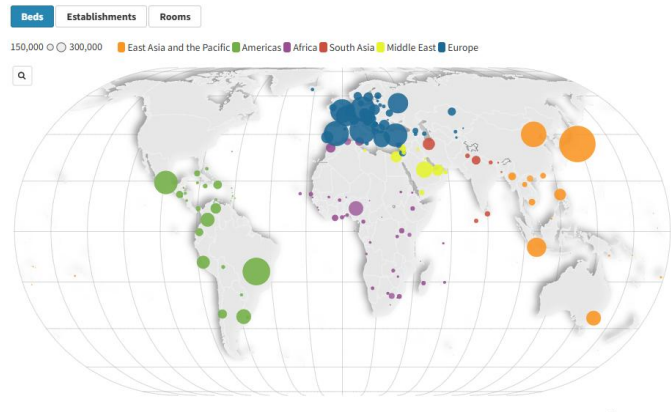 Beds Establishments Rooms
150,000 300,000 East Asia and the Pacific Americas Africa South Asia Middle East Europe